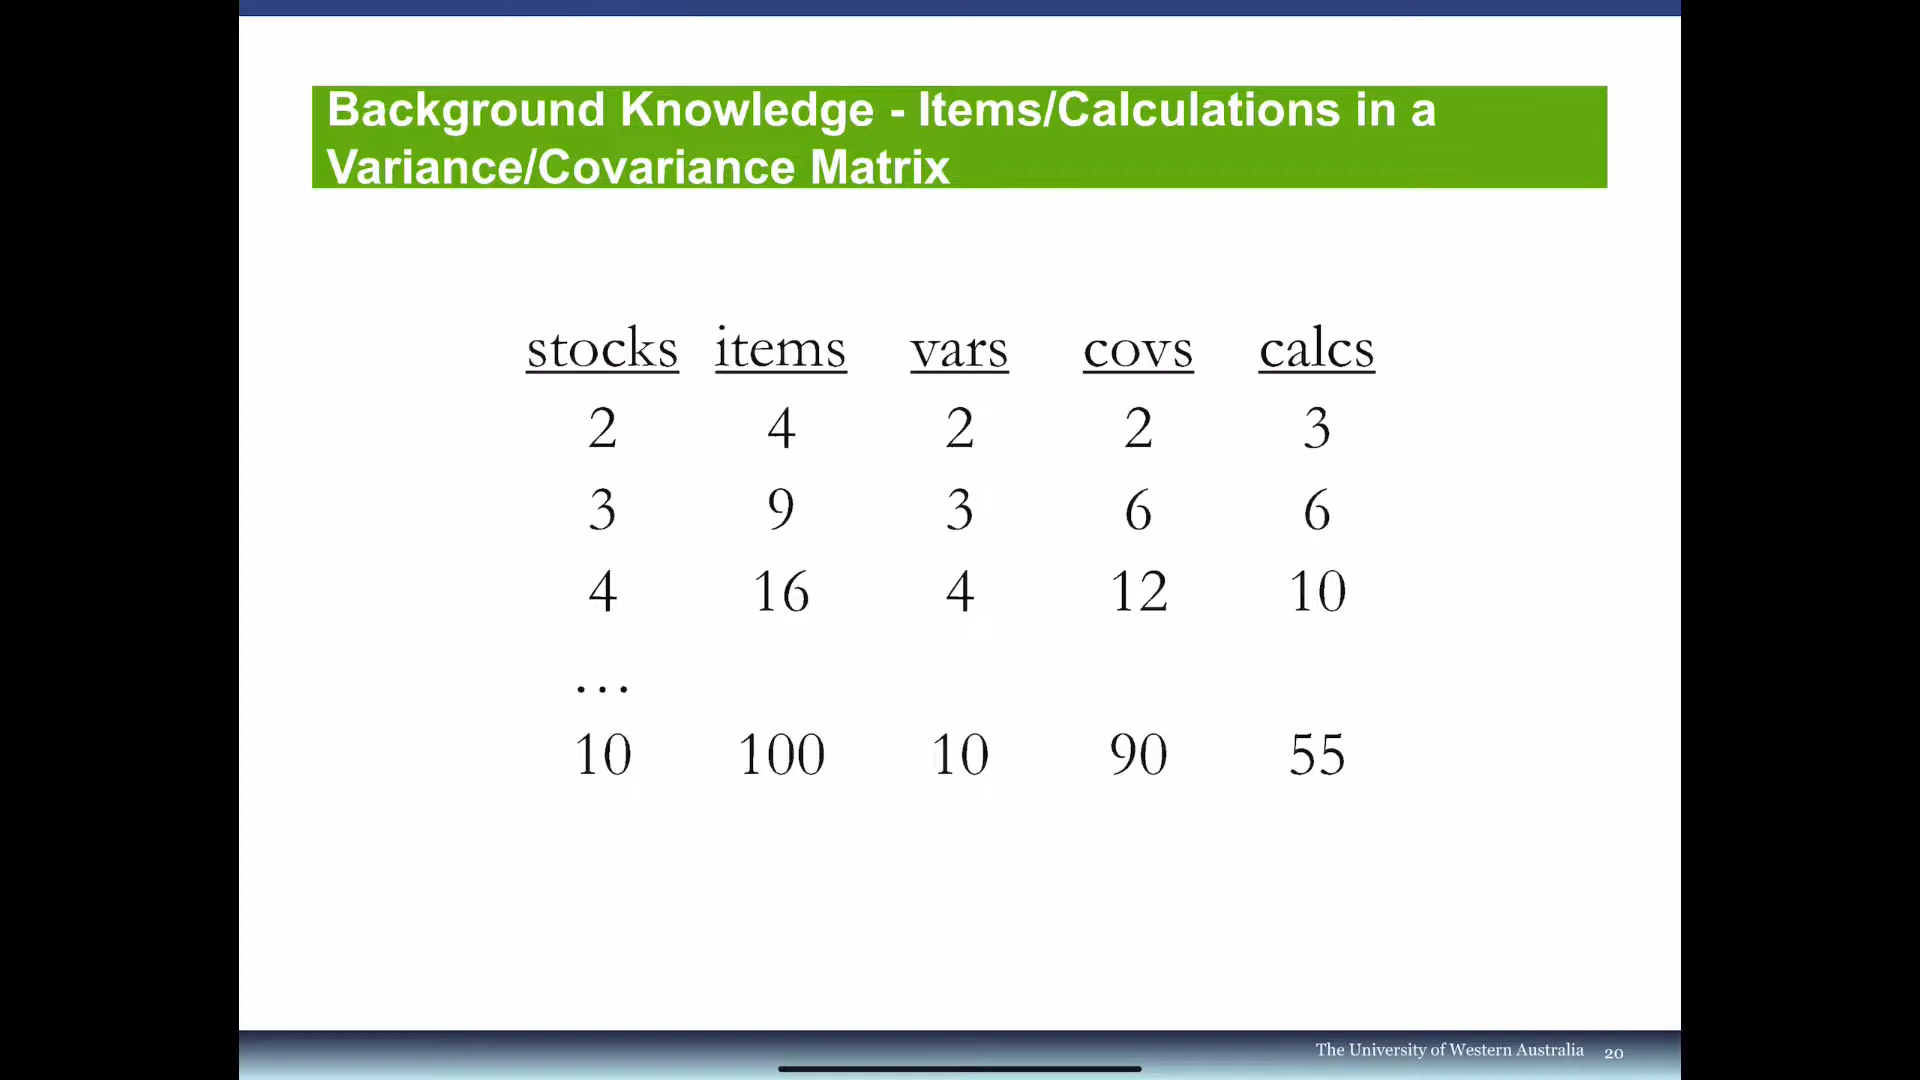 Background Knowledge - Items/Calculations in a
Variance/Covariance Matrix
stocks items vars covs calcs
2 4 2 2 3
3 9 3 6 6
4 16 4 12 10
…
10 100 10 90 55
The University of Western Australia 20